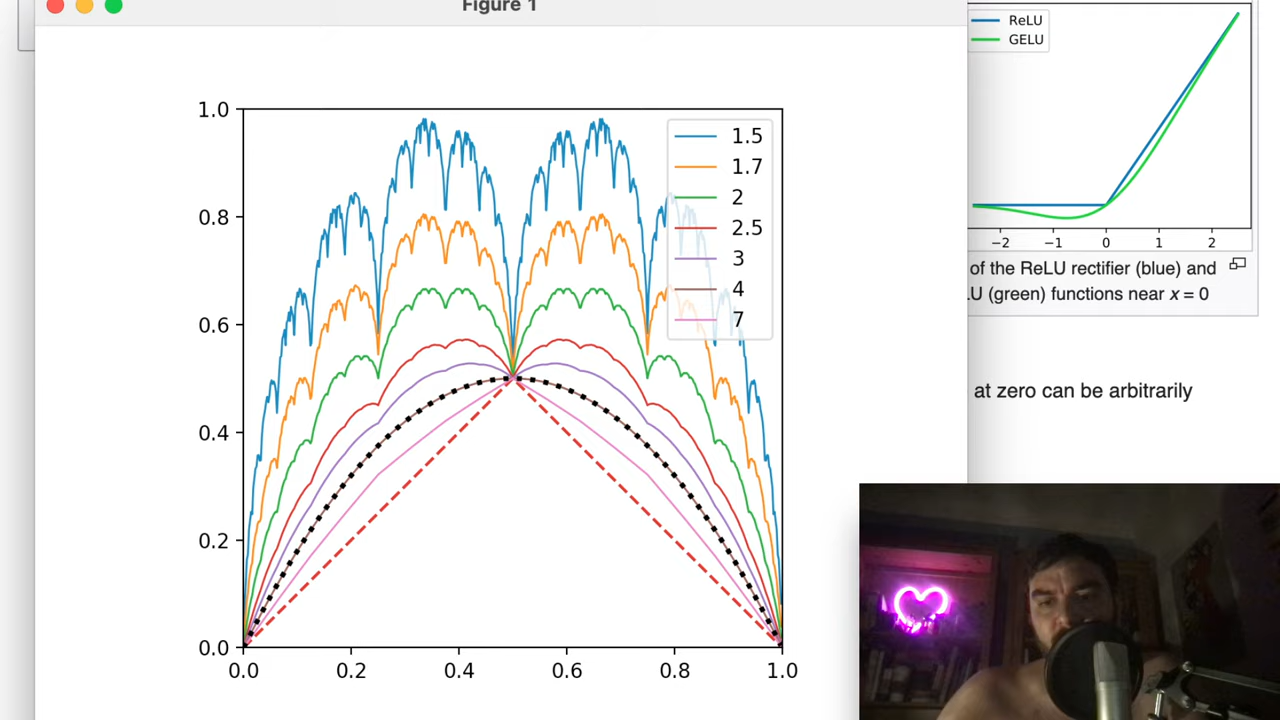 Figure 1
1.0
0.8
0.6
0.4
0.2
0.0
0.0 0.2 0.4 0.6 0.8 1.0
1.5
1.7
2
2.5
3
4
7
ReLU
GELU
−2 −1 0 1 2
of the ReLU rectifier (blue) and
LU (green) functions near x = 0
at zero can be arbitrarily